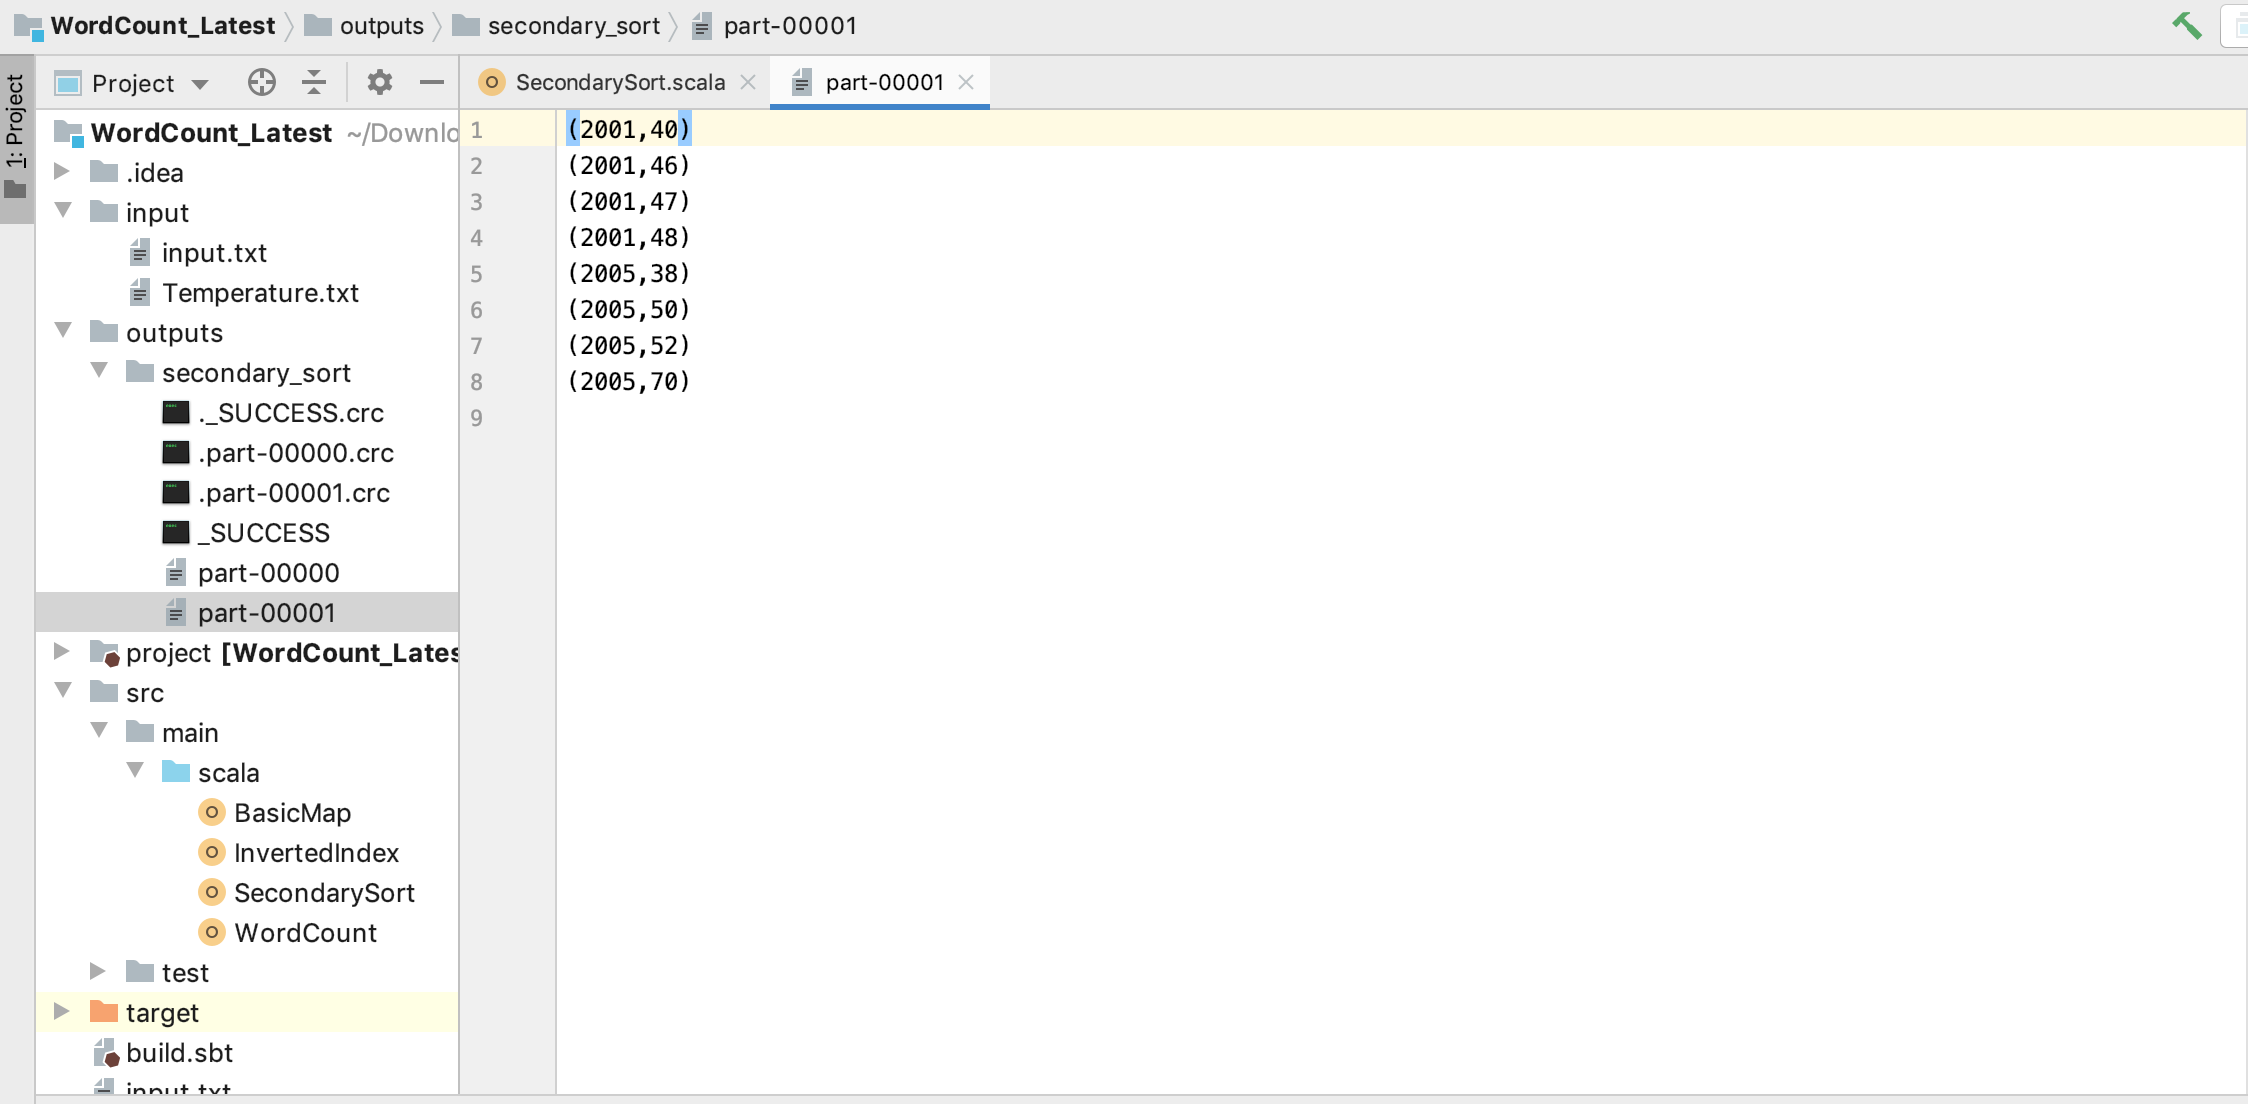 WordCount_Latest outputs secondary_sort part-00001
1: Project
Project
SecondarySort.scala part-00001
WordCount_Latest ~/Downlo
.idea
input
input.txt
Temperature.txt
outputs
secondary_sort
._SUCCESS.crc
.part-00000.crc
.part-00001.crc
_SUCCESS
part-00000
part-00001
project [WordCount_Lates
src
main
scala
BasicMap
InvertedIndex
SecondarySort
WordCount
test
target
build.sbt
input.txt
1 (2001,40)
2 (2001,46)
3 (2001,47)
4 (2001,48)
5 (2005,38)
6 (2005,50)
7 (2005,52)
8 (2005,70)
9